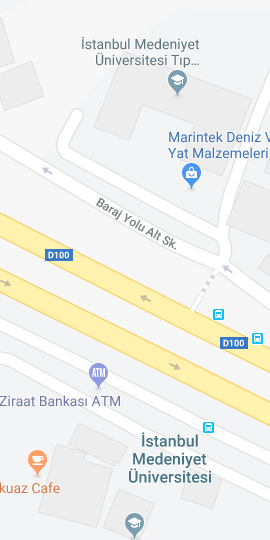 İstanbul Medeniyet
Üniversitesi Tıp...
Marintek Deniz V
Yat Malzemeleri
Baraj Yolu Alt Sk.
D100
D100
ATM
Ziraat Bankası ATM
İstanbul
Medeniyet
Üniversitesi
kuaz Cafe